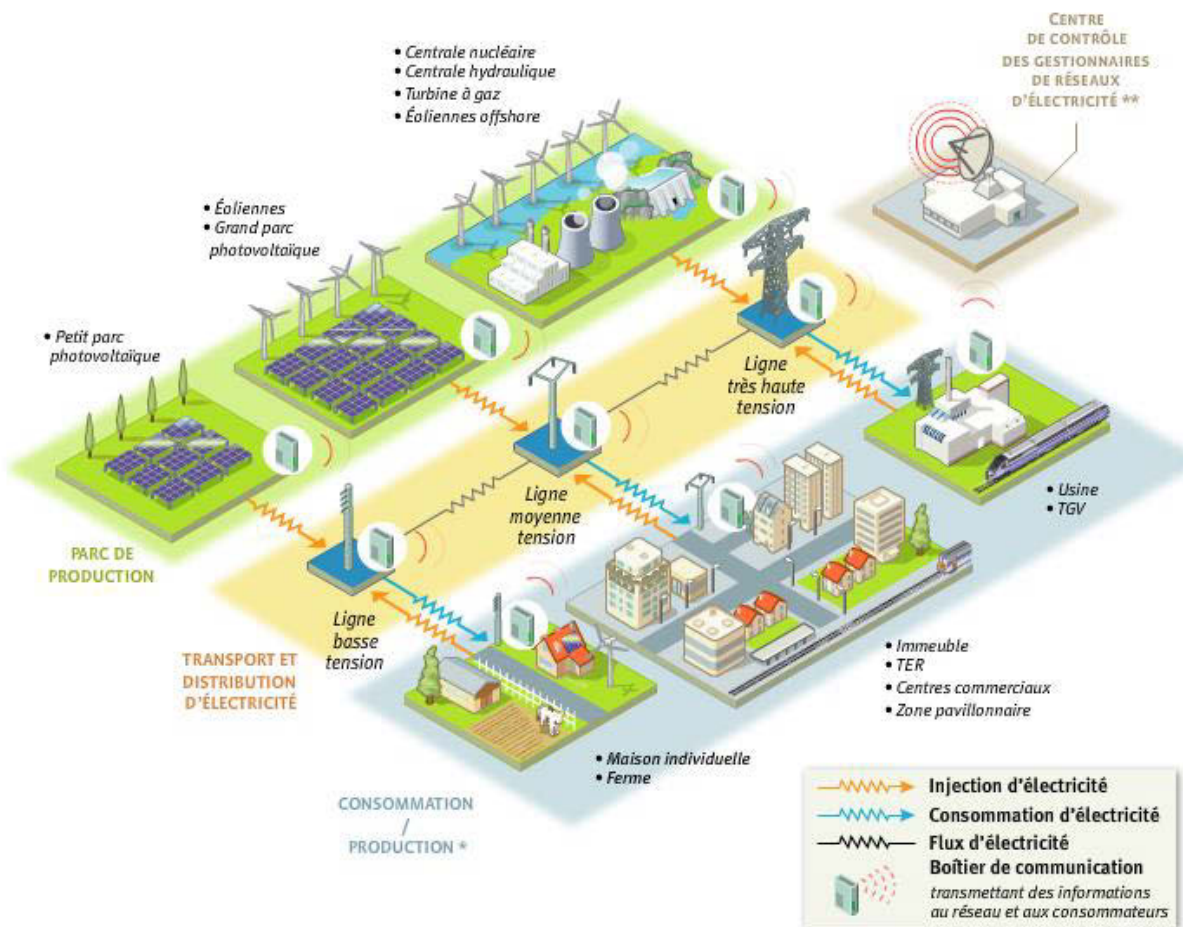 • Centrale nucléaire
• Centrale hydraulique
• Turbine à gaz
• Éoliennes offshore
CENTRE
DE CONTRÔLE
DES GESTIONNAIRES
DE RÉSEAUX
D'ÉLECTRICITÉ **
• Éoliennes
• Grand parc
photovoltaïque
• Petit parc
photovoltaïque
Ligne
très haute
tension
Ligne
moyenne
tension
Ligne
basse
tension
• Usine
• TGV
PARC DE
PRODUCTION
TRANSPORT ET
DISTRIBUTION
D'ÉLECTRICITÉ
• Immeuble
• TER
• Centres commerciaux
• Zone pavillonnaire
• Maison individuelle
• Ferme
CONSOMMATION
/
PRODUCTION *
Injection d'électricité
Consommation d'électricité
Flux d'électricité
Boîtier de communication
transmettant des informations
au réseau et aux consommateurs